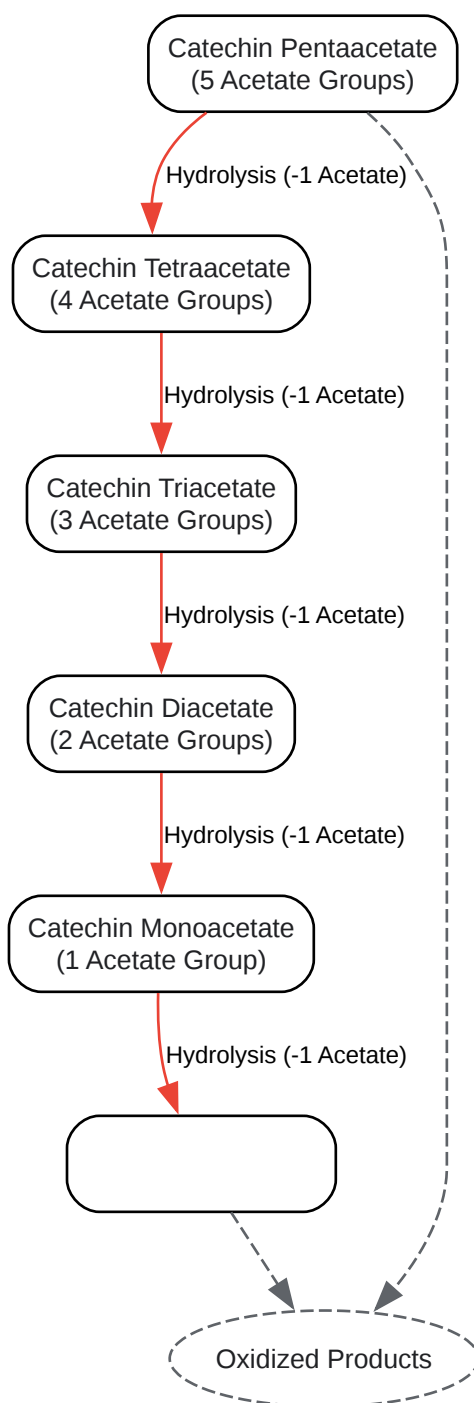 Catechin Pentaacetate
(5 Acetate Groups)
Hydrolysis (-1 Acetate)
Catechin Tetraacetate
(4 Acetate Groups)
Hydrolysis (-1 Acetate)
Catechin Triacetate
(3 Acetate Groups)
Hydrolysis (-1 Acetate)
Catechin Diacetate
(2 Acetate Groups)
Hydrolysis (-1 Acetate)
Catechin Monoacetate
(1 Acetate Group)
Hydrolysis (-1 Acetate)
Oxidized Products